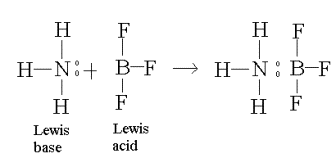 H F H F
H—N: + B—F → H—N:B—F
H F H F
Lewis base
Lewis acid